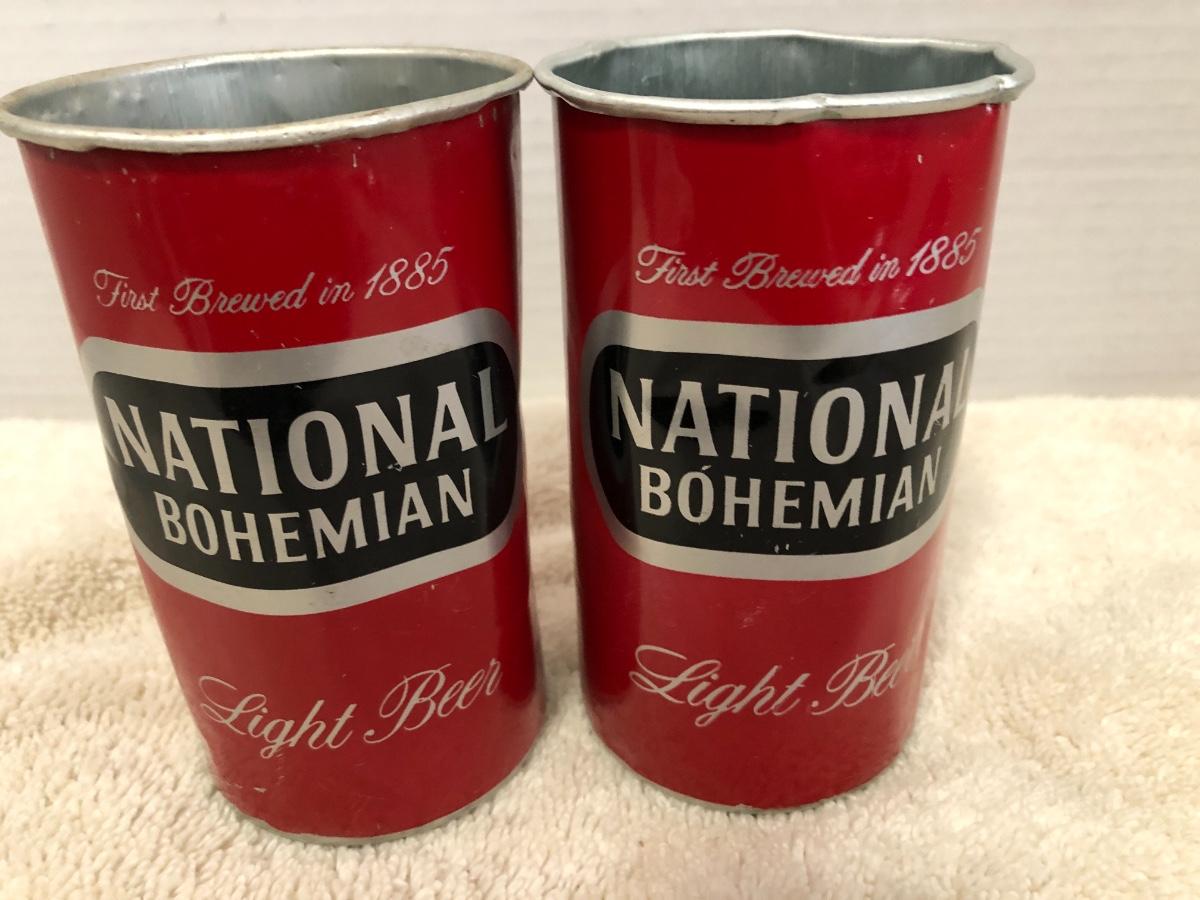 First Brewed in 1885
NATIONAL
BOHEMIAN
Light Beer
First Brewed in 1885
NATIONAL
BOHEMIAN
Light Beer